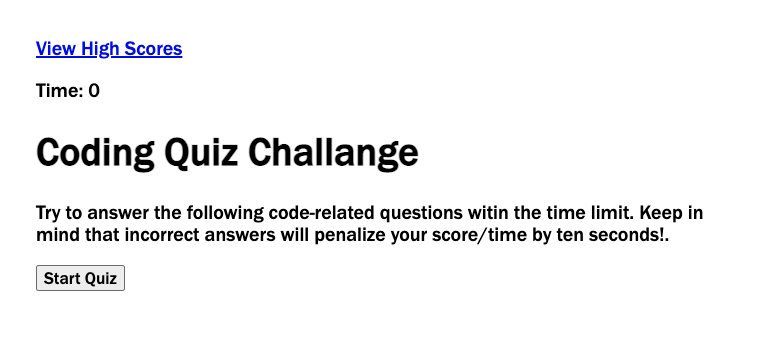 View High Scores
Time: 0
Coding Quiz Challange
Try to answer the following code-related questions witin the time limit. Keep in
mind that incorrect answers will penalize your score/time by ten seconds!.
Start Quiz